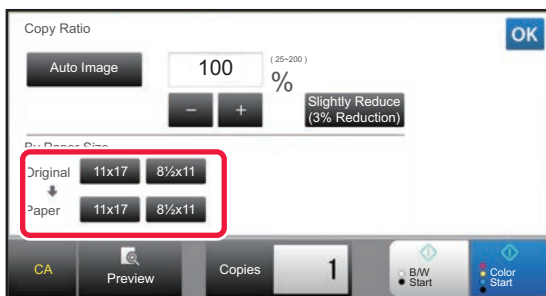 Copy Ratio
OK
Auto Image
100
(25~200)
%
− +
Slightly Reduce
(3% Reduction)
By Paper Size
Original 11x17 8½x11
Paper 11x17 8½x11
CA
Preview
Copies 1
B/W
Start
Color
Start